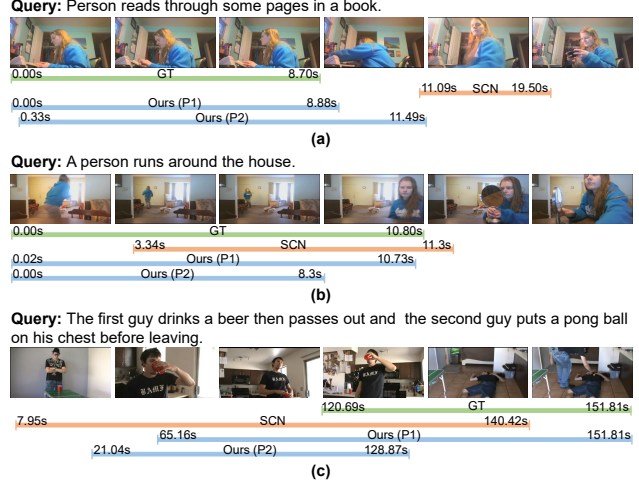 Query: Person reads through some pages in a book.
0.00s GT 8.70s
11.09s SCN 19.50s
0.00s Ours (P1) 8.88s
0.33s Ours (P2) 11.49s
(a)
Query: A person runs around the house.
0.00s GT 10.80s
3.34s SCN 11.3s
0.02s Ours (P1) 10.73s
0.00s Ours (P2) 8.3s
(b)
Query: The first guy drinks a beer then passes out and the second guy puts a pong ball
on his chest before leaving.
120.69s GT 151.81s
7.95s SCN 140.42s
65.16s Ours (P1) 151.81s
21.04s Ours (P2) 128.87s
(c)